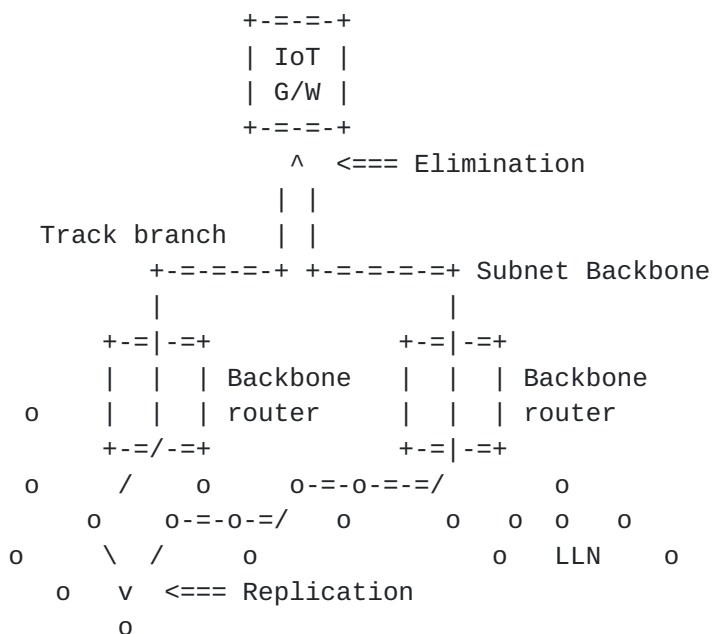 +-=-=-+
               | IoT |
               | G/W |
               +-=-=-+
                  ^  <=== Elimination
                 | |
  Track branch   | |
         +-=-=-=-+ +-=-=-=-=+ Subnet Backbone
         |                  |
      +-=|-=+            +-=|-=+
      |  |  | Backbone   |  |  | Backbone
 o    |  |  | router     |  |  | router
      +-=/-=+            +-=|-=+
 o     /    o     o-=-o-=-=/       o
     o    o-=-o-=/   o      o   o  o   o
o     \  /     o               o   LLN    o
   o   v  <=== Replication
       o